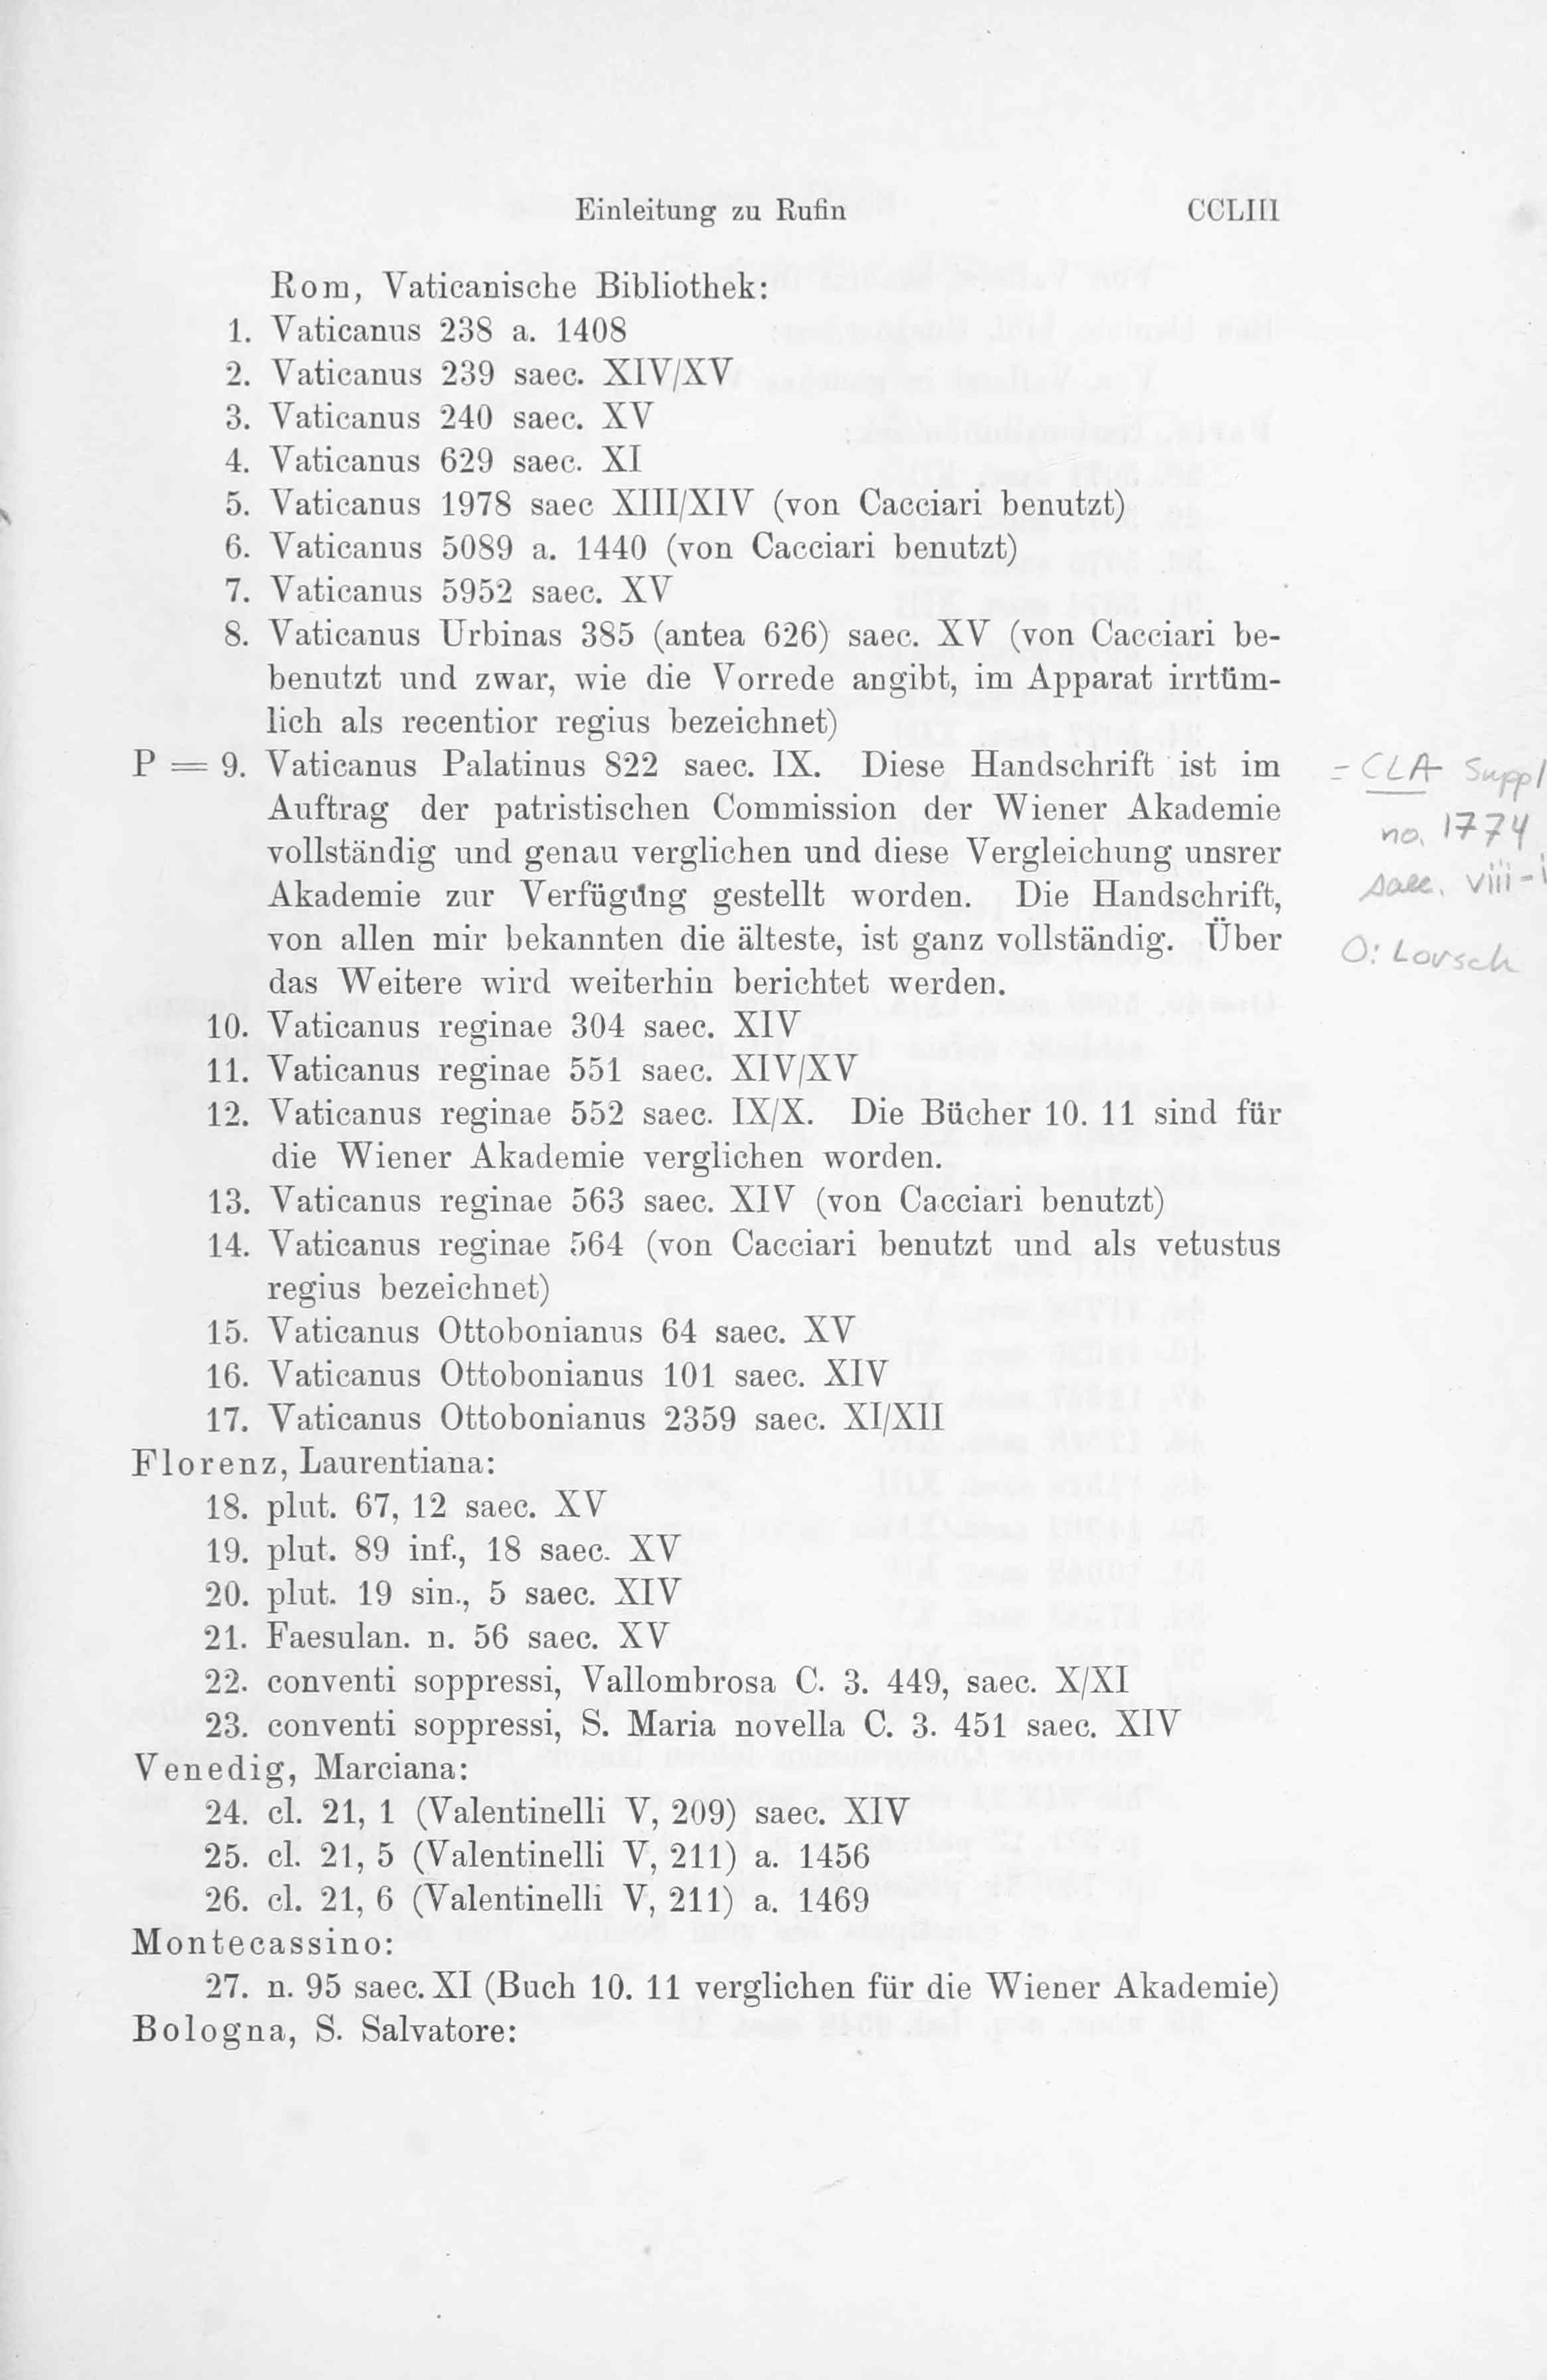 Einleitung zu Rufin CCLIII
Rom, Vaticanische Bibliothek:
1. Vaticanus 238 a. 1408
2. Vaticanus 239 saec. XIV/XV
3. Vaticanus 240 saec. XV
4. Vaticanus 629 saec. XI
5. Vaticanus 1978 saec XIII/XIV (von Cacciari benutzt)
6. Vaticanus 5089 a. 1440 (von Cacciari benutzt)
7. Vaticanus 5952 saec. XV
8. Vaticanus Urbinas 385 (antea 626) saec. XV (von Cacciari be-
benutzt und zwar, wie die Vorrede angibt, im Apparat irrtüm-
lich als recentior regius bezeichnet)
P = 9. Vaticanus Palatinus 822 saec. IX. Diese Handschrift ist im
Auftrag der patristischen Commission der Wiener Akademie
vollständig und genau verglichen und diese Vergleichung unsrer
Akademie zur Verfügung gestellt worden. Die Handschrift,
von allen mir bekannten die älteste, ist ganz vollständig. Über
das Weitere wird weiterhin berichtet werden.
= CLA Suppl
no. 1774
saec. viii-i
O: Lorsch
10. Vaticanus reginae 304 saec. XIV
11. Vaticanus reginae 551 saec. XIV/XV
12. Vaticanus reginae 552 saec. IX/X. Die Bücher 10. 11 sind für
die Wiener Akademie verglichen worden.
13. Vaticanus reginae 563 saec. XIV (von Cacciari benutzt)
14. Vaticanus reginae 564 (von Cacciari benutzt und als vetustus
regius bezeichnet)
15. Vaticanus Ottobonianus 64 saec. XV
16. Vaticanus Ottobonianus 101 saec. XIV
17. Vaticanus Ottobonianus 2359 saec. XI/XII
Florenz, Laurentiana:
18. plut. 67, 12 saec. XV
19. plut. 89 inf., 18 saec. XV
20. plut. 19 sin., 5 saec. XIV
21. Faesulan. n. 56 saec. XV
22. conventi soppressi, Vallombrosa C. 3. 449, saec. X/XI
23. conventi soppressi, S. Maria novella C. 3. 451 saec. XIV
Venedig, Marciana:
24. cl. 21, 1 (Valentinelli V, 209) saec. XIV
25. cl. 21, 5 (Valentinelli V, 211) a. 1456
26. cl. 21, 6 (Valentinelli V, 211) a. 1469
Montecassino:
27. n. 95 saec. XI (Buch 10. 11 verglichen für die Wiener Akademie)
Bologna, S. Salvatore: